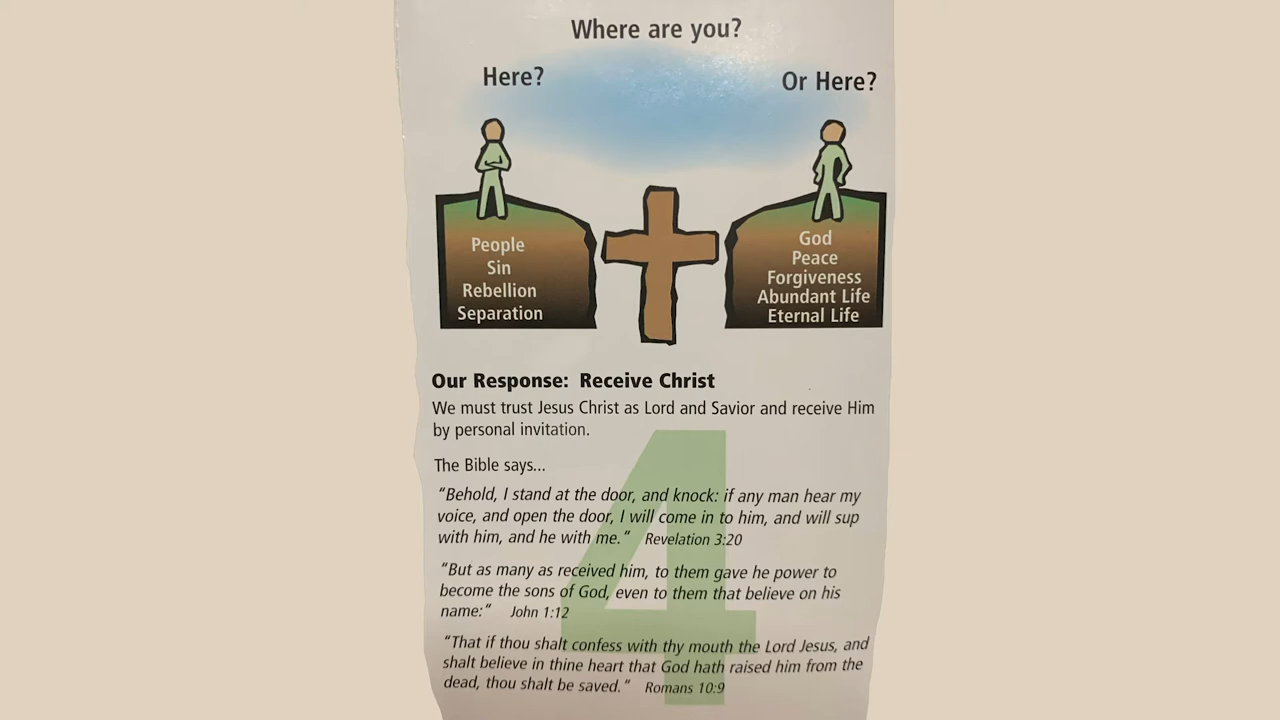 Where are you?
Here?
Or Here?
People
Sin
Rebellion
Separation
God
Peace
Forgiveness
Abundant Life
Eternal Life
Our Response: Receive Christ
We must trust Jesus Christ as Lord and Savior and receive Him
by personal invitation.
The Bible says...
4
“Behold, I stand at the door, and knock: if any man hear my
voice, and open the door, I will come in to him, and will sup
with him, and he with me.” Revelation 3:20
“But as many as received him, to them gave he power to
become the sons of God, even to them that believe on his
name:” John 1:12
“That if thou shalt confess with thy mouth the Lord Jesus, and
shalt believe in thine heart that God hath raised him from the
dead, thou shalt be saved.” Romans 10:9